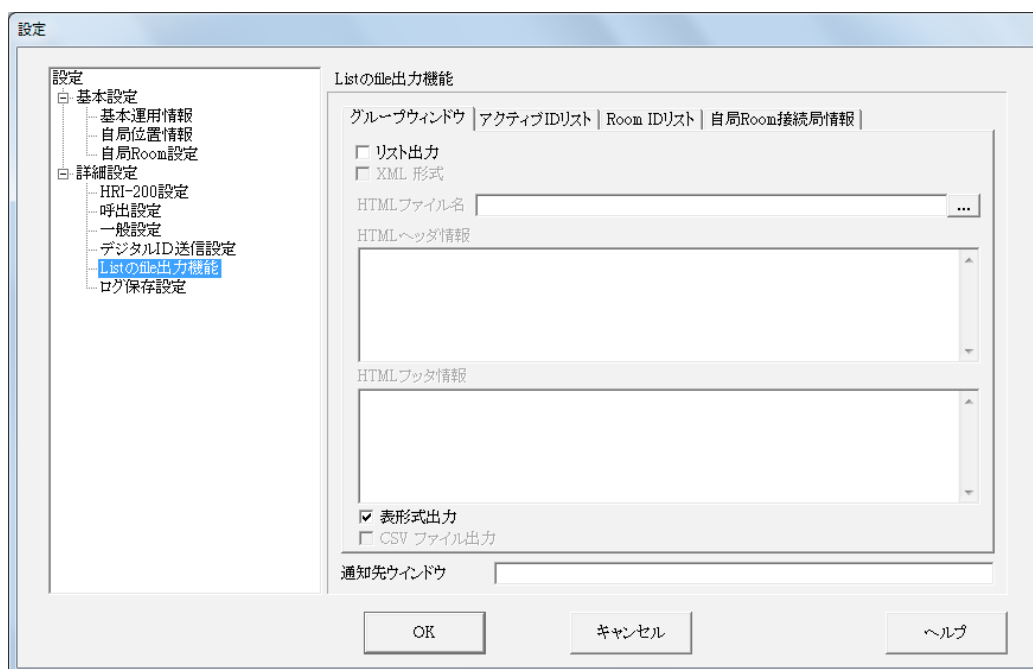 設定
設定
基本設定
基本運用情報
自局位置情報
自局Room設定
詳細設定
HRI-200設定
呼出設定
一般設定
デジタルID送信設定
Listのfile出力機能
ログ保存設定
Listのfile出力機能
グループウィンドウ アクティブIDリスト Room IDリスト 自局Room接続局情報
リスト出力
XML 形式
HTMLファイル名 ...
HTMLヘッダ情報
HTMLフッタ情報
表形式出力
CSV ファイル出力
通知先ウインドウ
OK キャンセル ヘルプ